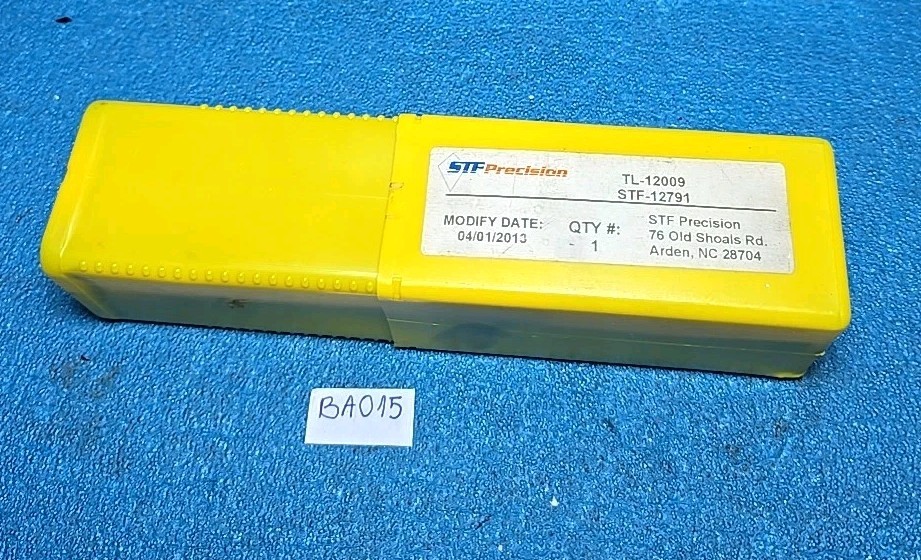 STF Precision
TL-12009
STF-12791
MODIFY DATE:
04/01/2013
QTY #:
1
STF Precision
76 Old Shoals Rd.
Arden, NC 28704
BA015